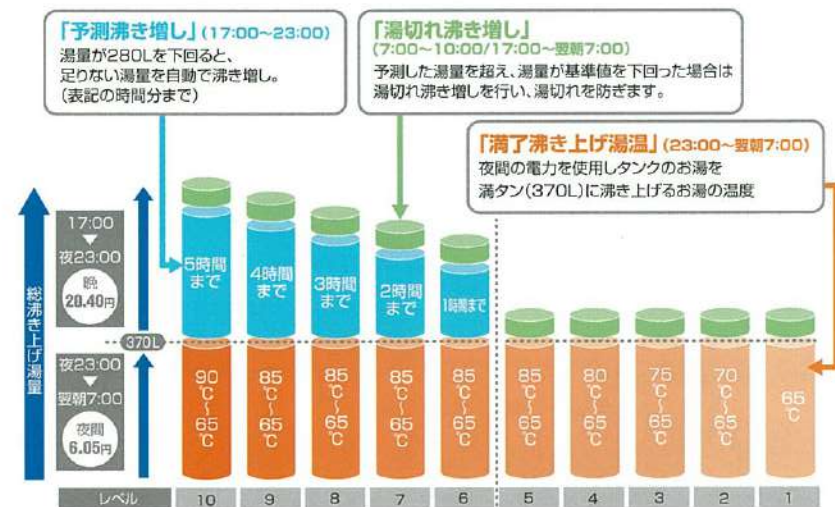 「予測沸き増し」(17:00~23:00)
湯量が280Lを下回ると、
足りない湯量を自動で沸き増し。
(表記の時間分まで)
「湯切れ沸き増し」
(7:00~10:00/17:00~翌朝7:00)
予測した湯量を超え、湯量が基準値を下回った場合は
湯切れ沸き増しを行い、湯切れを防ぎます。
「満了沸き上げ湯温」(23:00~翌朝7:00)
夜間の電力を使用しタンクのお湯を
満タン(370L)に沸き上げるお湯の温度
総沸き上げ湯量
17:00
▼
夜23:00
晩
20.40円
5時間
まで
4時間
まで
3時間
まで
2時間
まで
1時間まで
370L
夜23:00
▼
翌朝7:00
夜間
6.05円
90℃~65℃
85℃~65℃
85℃~65℃
85℃~65℃
85℃~65℃
85℃~65℃
80℃~65℃
75℃~65℃
70℃~65℃
65℃
レベル 10 9 8 7 6 5 4 3 2 1